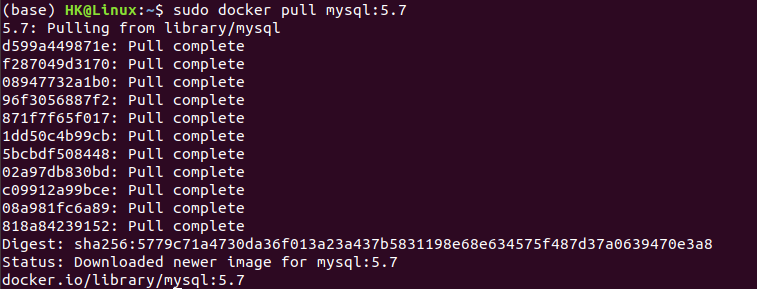 (base) HK@Linux:~$ sudo docker pull mysql:5.7
5.7: Pulling from library/mysql
d599a449871e: Pull complete
f287049d3170: Pull complete
08947732a1b0: Pull complete
96f3056887f2: Pull complete
871f7f65f017: Pull complete
1dd50c4b99cb: Pull complete
5bcbdf508448: Pull complete
02a97db830bd: Pull complete
c09912a99bce: Pull complete
08a981fc6a89: Pull complete
818a84239152: Pull complete
Digest: sha256:5779c71a4730da36f013a23a437b5831198e68e634575f487d37a0639470e3a8
Status: Downloaded newer image for mysql:5.7
docker.io/library/mysql:5.7